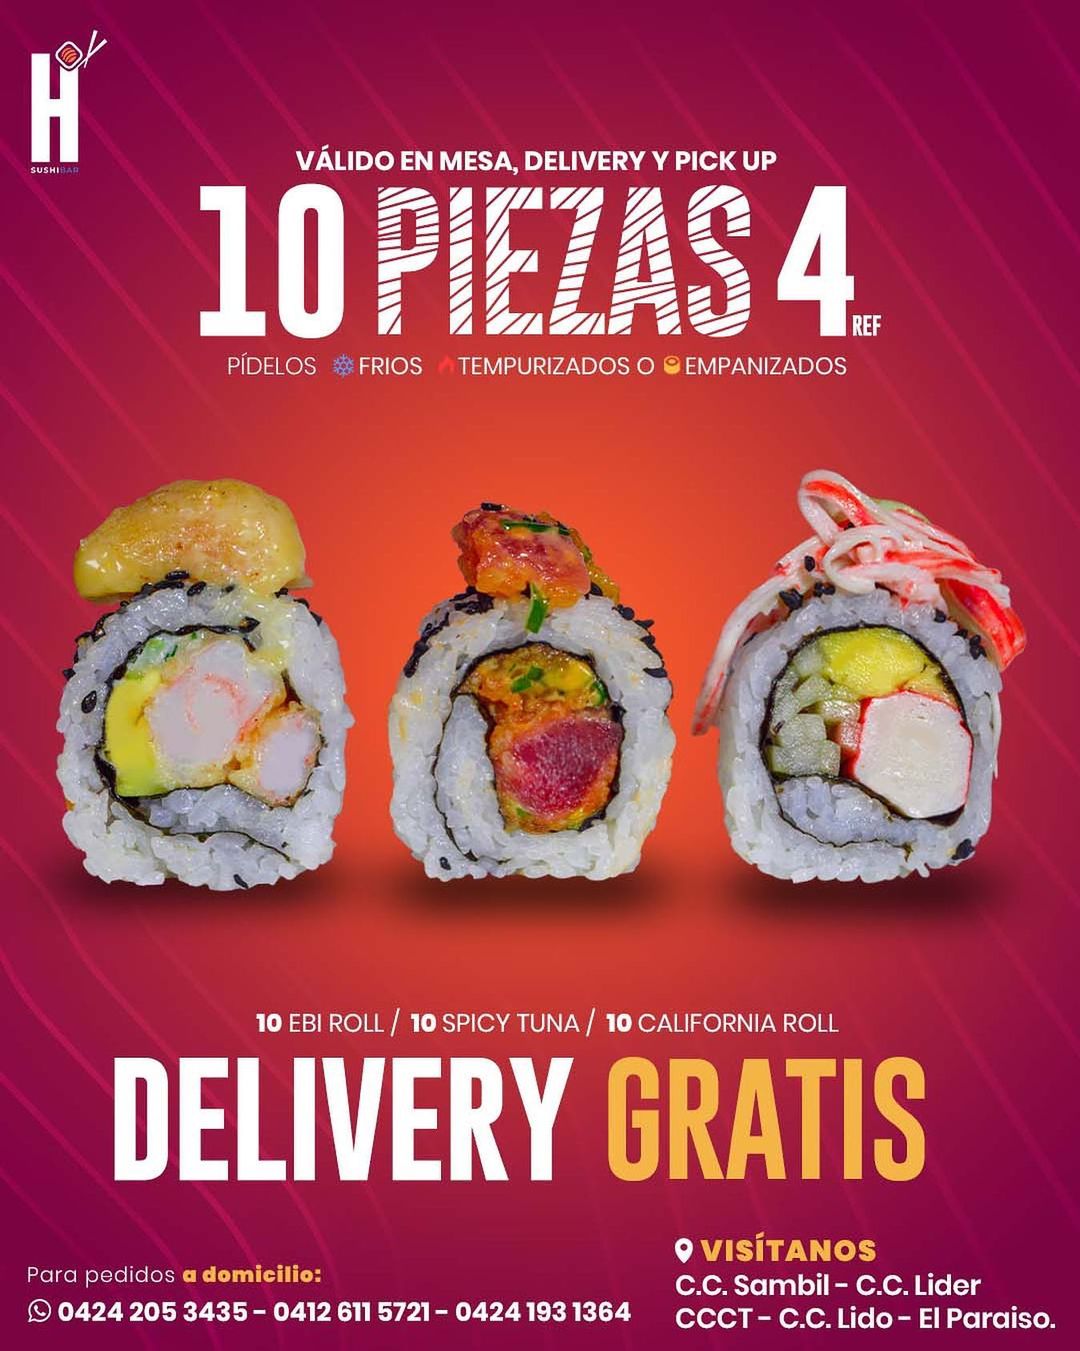 H
SUSHIBAR
VÁLIDO EN MESA, DELIVERY Y PICK UP
10 PIEZAS 4 REF
PÍDELOS FRIOS TEMPURIZADOS O EMPANIZADOS
10 EBI ROLL / 10 SPICY TUNA / 10 CALIFORNIA ROLL
DELIVERY GRATIS
Para pedidos a domicilio:
0424 205 3435 - 0412 611 5721 - 0424 193 1364
VISÍTANOS
C.C. Sambil - C.C. Lider
CCCT - C.C. Lido - El Paraiso.